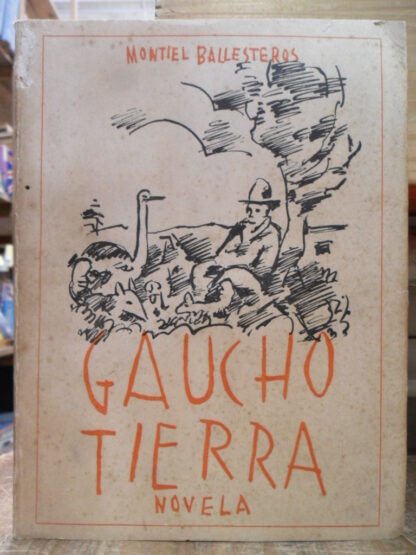 MONTIEL BALLESTEROS
GAUCHO
TIERRA
NOVELA